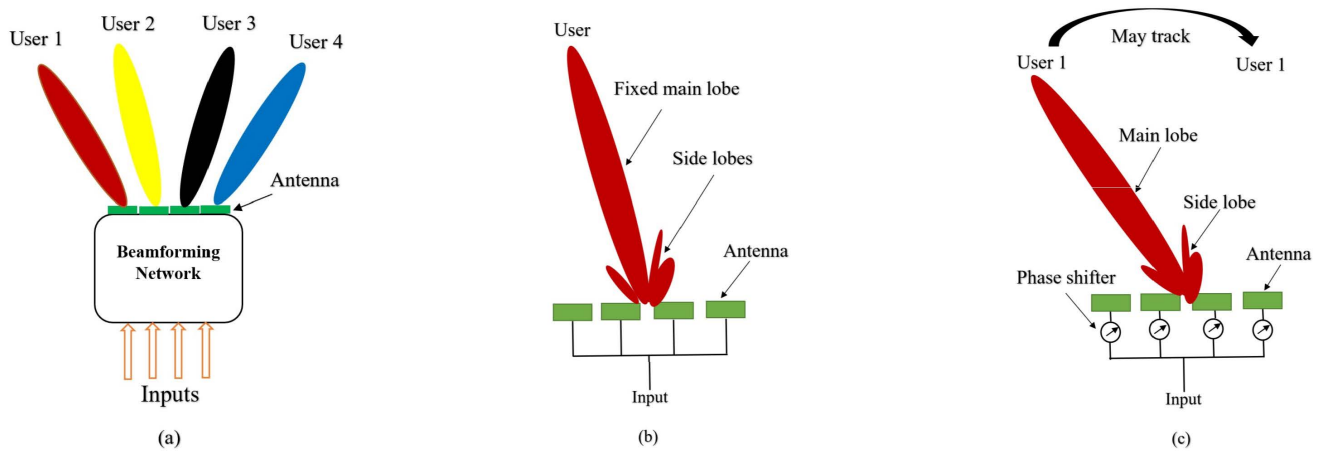 User 1
User 2
User 3
User 4
Antenna
Beamforming
Network
Inputs
(a)
User
Fixed main lobe
Side lobes
Antenna
Input
(b)
May track
User 1
User 1
Main lobe
Side lobe
Phase shifter
Antenna
Input
(c)